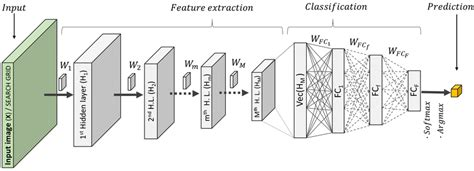 Input
Feature extraction
Classification
Prediction
Input image (X) / SEARCH GRID
W1
1st Hidden layer (H1)
W2
2nd H.L. (H2)
Wm
mth H. L. (Hm)
WM
Mth H. L. (HM)
Vec(HM)
WFC1
FC1
WFCf
FCf
WFCF
FCF
· Softmax
· Argmax